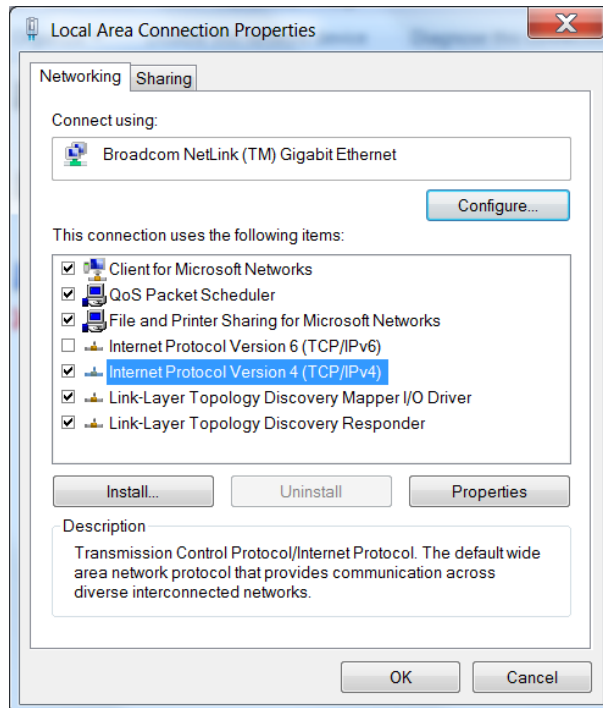 Local Area Connection Properties
Networking
Sharing
Connect using:
Broadcom NetLink (TM) Gigabit Ethernet
Configure...
This connection uses the following items:
Client for Microsoft Networks
QoS Packet Scheduler
File and Printer Sharing for Microsoft Networks
Internet Protocol Version 6 (TCP/IPv6)
Internet Protocol Version 4 (TCP/IPv4)
Link-Layer Topology Discovery Mapper I/O Driver
Link-Layer Topology Discovery Responder
Install...
Uninstall
Properties
Description
Transmission Control Protocol/Internet Protocol. The default wide
area network protocol that provides communication across
diverse interconnected networks.
OK
Cancel